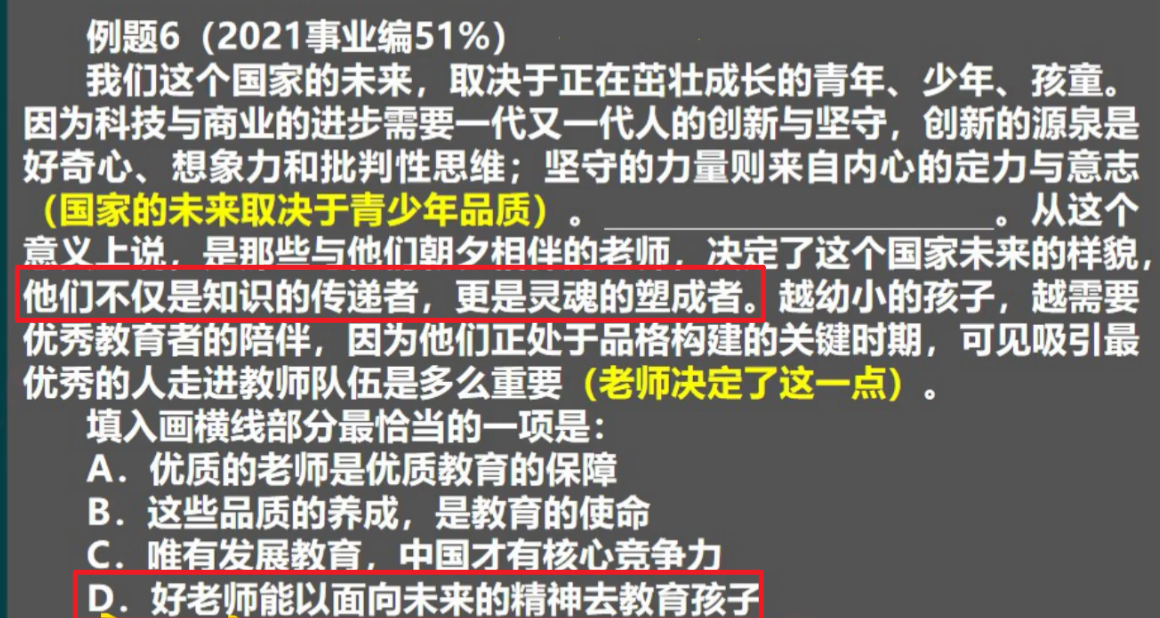 例题6（2021事业编51%）
我们这个国家的未来，取决于正在茁壮成长的青年、少年、孩童。
因为科技与商业的进步需要一代又一代人的创新与坚守，创新的源泉是
好奇心、想象力和批判性思维；坚守的力量则来自内心的定力与意志
（国家的未来取决于青少年品质）。____________________。从这个
意义上说，是那些与他们朝夕相伴的老师，决定了这个国家未来的样貌，
他们不仅是知识的传递者，更是灵魂的塑成者。越幼小的孩子，越需要
优秀教育者的陪伴，因为他们正处于品格构建的关键时期，可见吸引最
优秀的人走进教师队伍是多么重要（老师决定了这一点）。
填入画横线部分最恰当的一项是：
A．优质的老师是优质教育的保障
B．这些品质的养成，是教育的使命
C．唯有发展教育，中国才有核心竞争力
D．好老师能以面向未来的精神去教育孩子